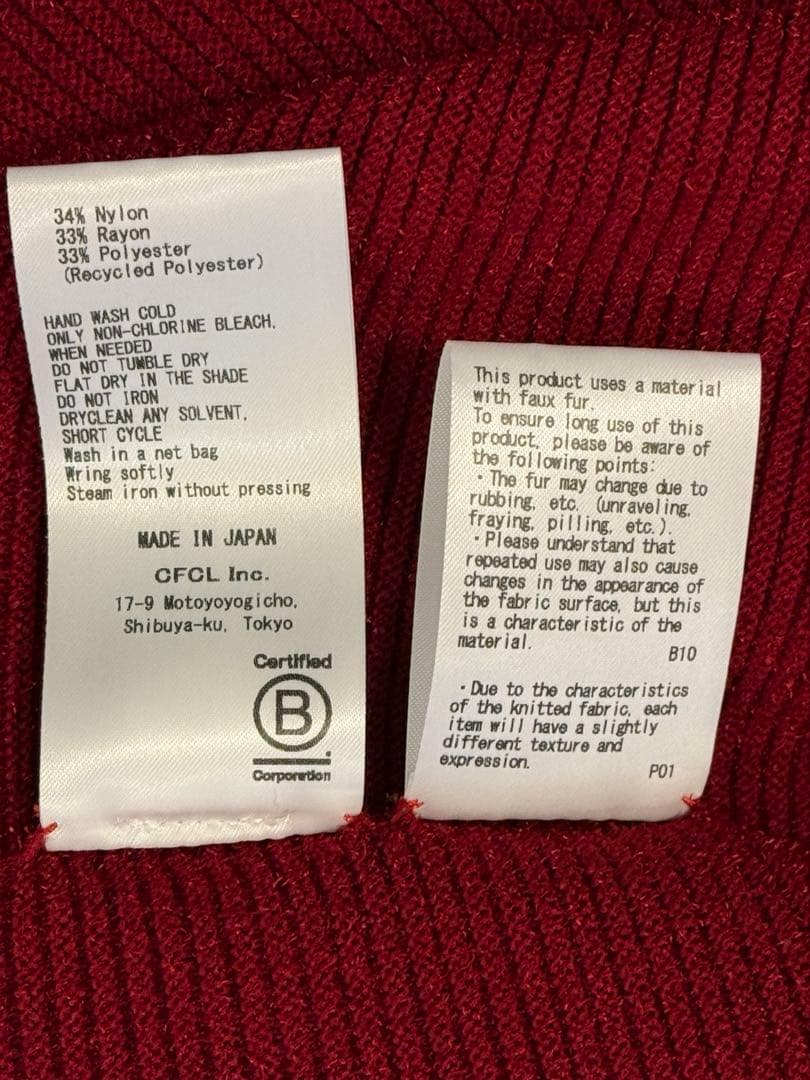 34% Nylon
33% Rayon
33% Polyester
(Recycled Polyester)
HAND WASH COLD
ONLY NON-CHLORINE BLEACH,
WHEN NEEDED
DO NOT TUMBLE DRY
FLAT DRY IN THE SHADE
DO NOT IRON
DRYCLEAN ANY SOLVENT,
SHORT CYCLE
Wash in a net bag
Wring softly
Steam iron without pressing
MADE IN JAPAN
CFCL Inc.
17-9 Motoyoyogicho,
Shibuya-ku, Tokyo
Certified
B
Corporation
This product uses a material
with faux fur.
To ensure long use of this
product, please be aware of
the following points:
・The fur may change due to
rubbing, etc. (unraveling,
fraying, pilling, etc.).
・Please understand that
repeated use may also cause
changes in the appearance of
the fabric surface, but this
is a characteristic of the
material.
B10
・Due to the characteristics
of the knitted fabric, each
item will have a slightly
different texture and
expression.
P01